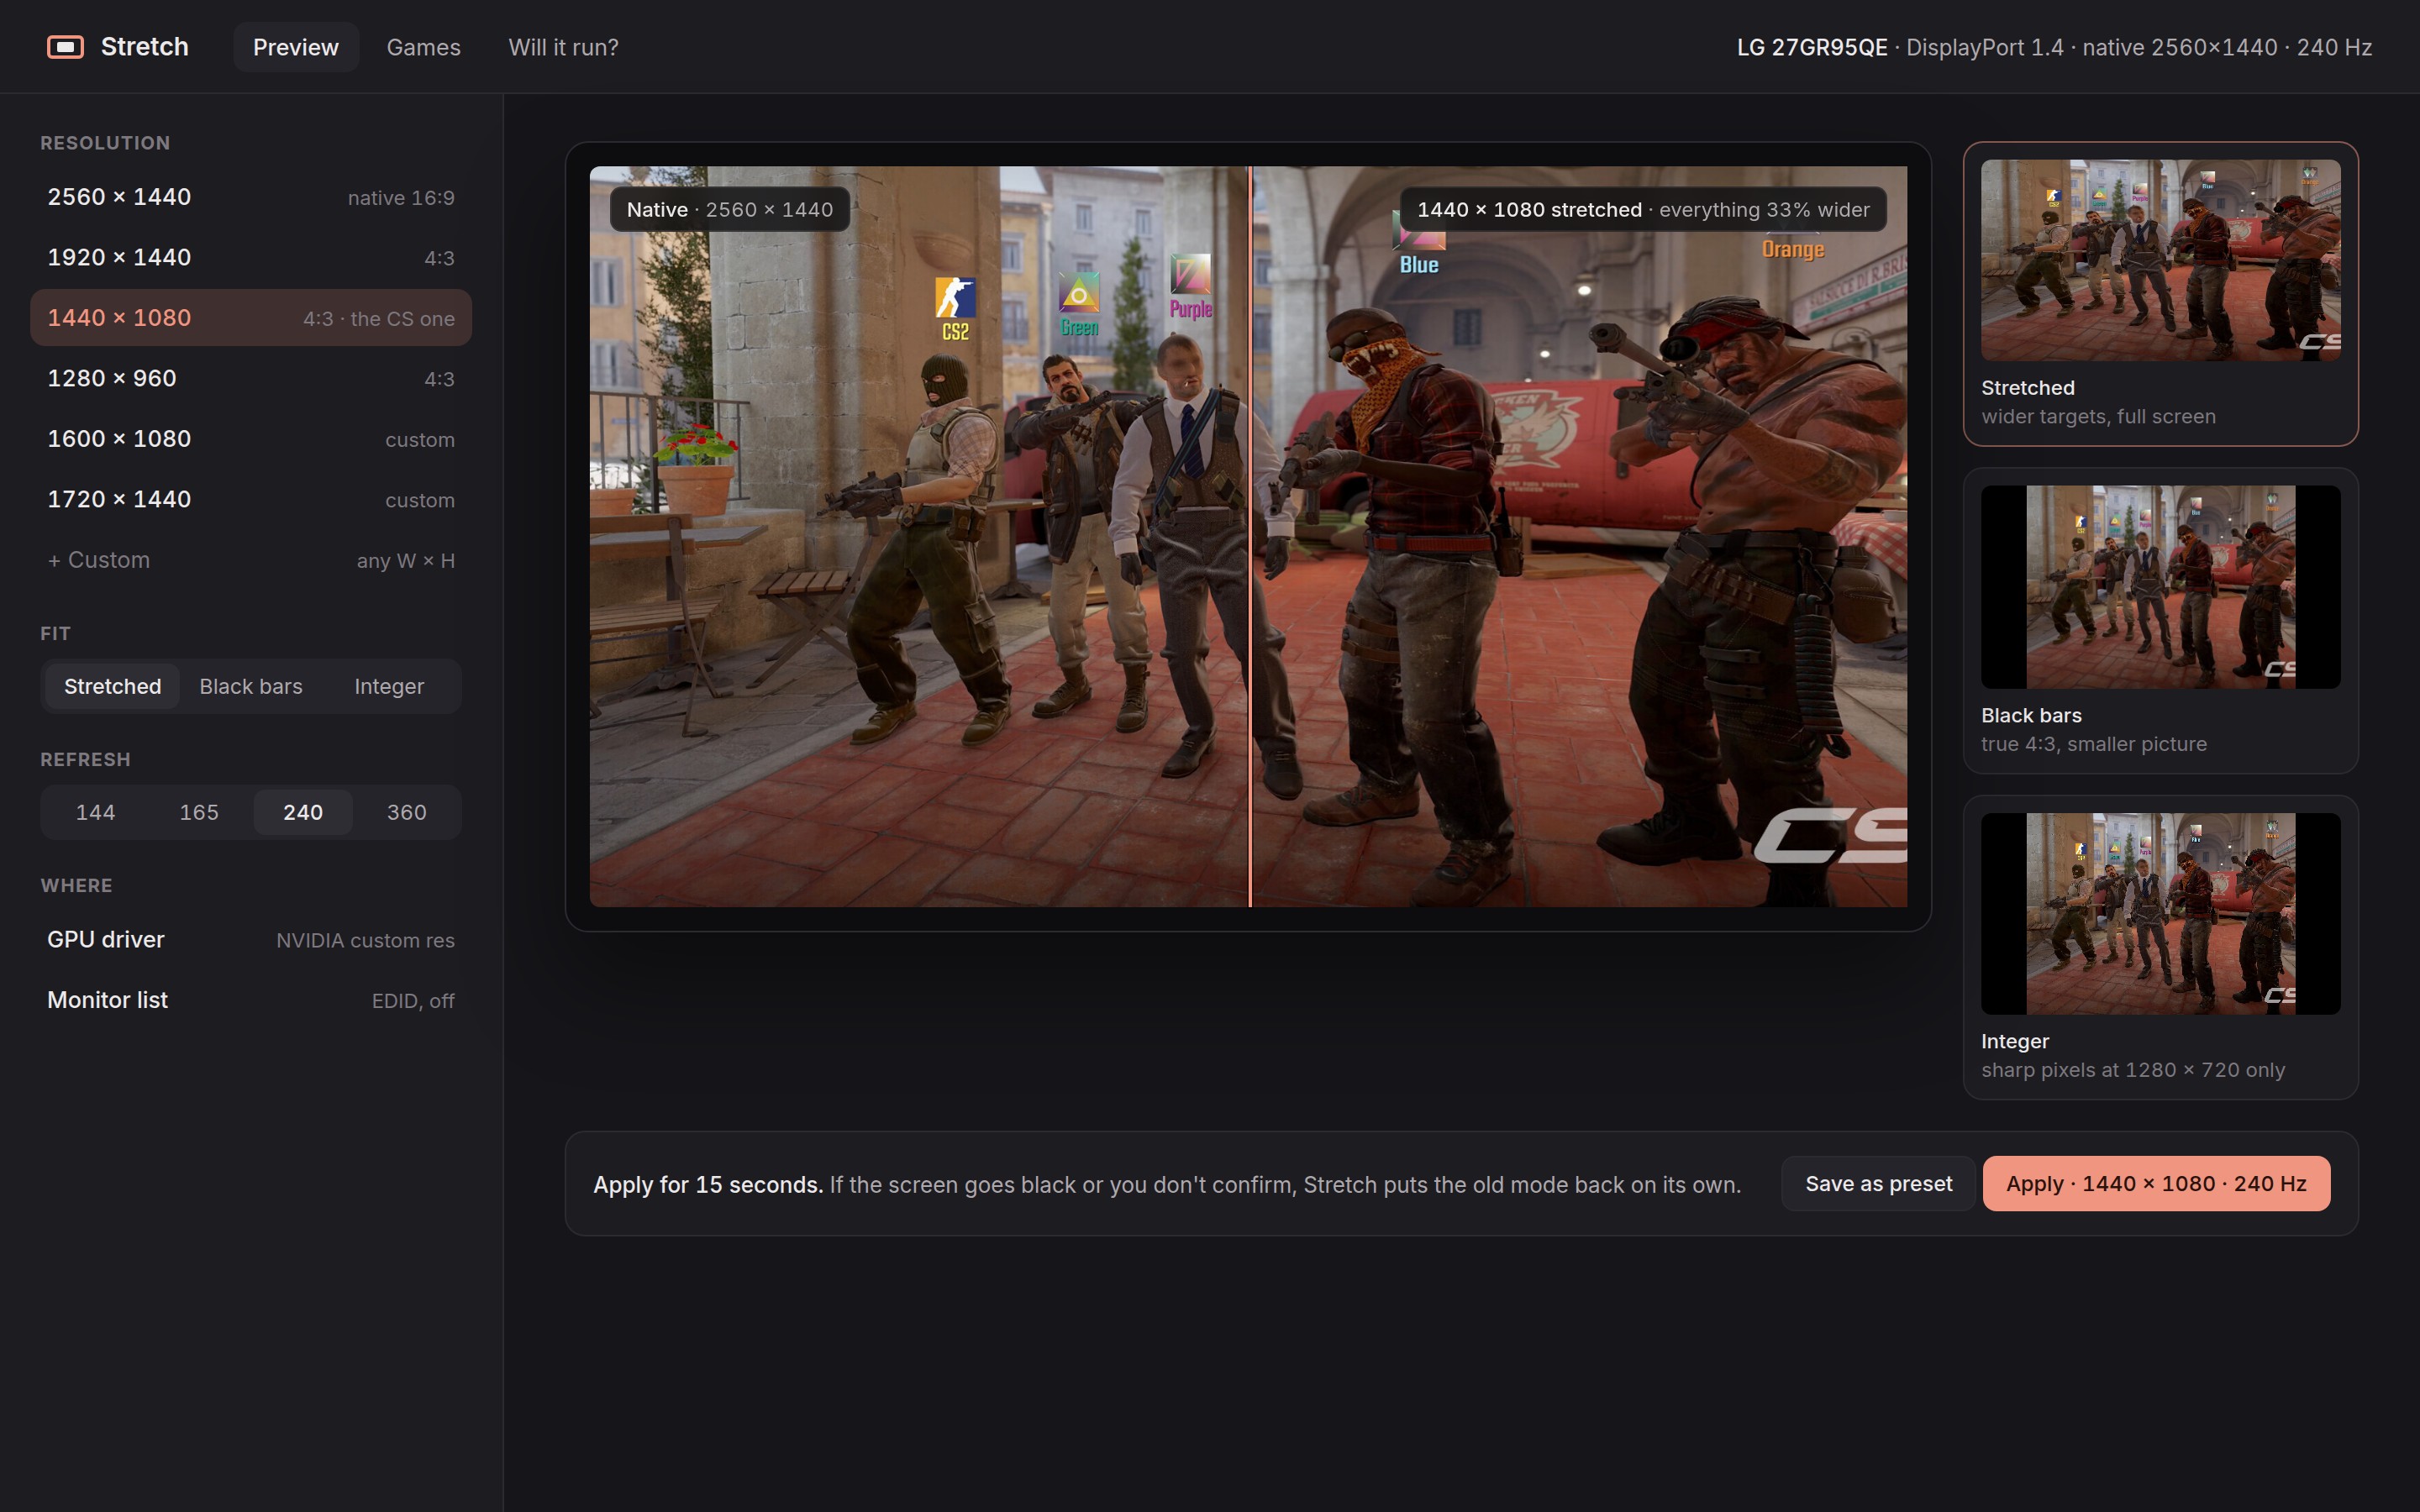 Stretch
Preview
Games
Will it run?
LG 27GR95QE · DisplayPort 1.4 · native 2560×1440 · 240 Hz
RESOLUTION
2560 × 1440 native 16:9
1920 × 1440 4:3
1440 × 1080 4:3 · the CS one
1280 × 960 4:3
1600 × 1080 custom
1720 × 1440 custom
+ Custom any W × H
FIT
Stretched Black bars Integer
REFRESH
144 165 240 360
WHERE
GPU driver NVIDIA custom res
Monitor list EDID, off
Native · 2560 × 1440
1440 × 1080 stretched · everything 33% wider
CS2
Green
Purple
Blue
Orange
CS
Stretched
wider targets, full screen
Black bars
true 4:3, smaller picture
Integer
sharp pixels at 1280 × 720 only
Apply for 15 seconds. If the screen goes black or you don't confirm, Stretch puts the old mode back on its own.
Save as preset
Apply · 1440 × 1080 · 240 Hz